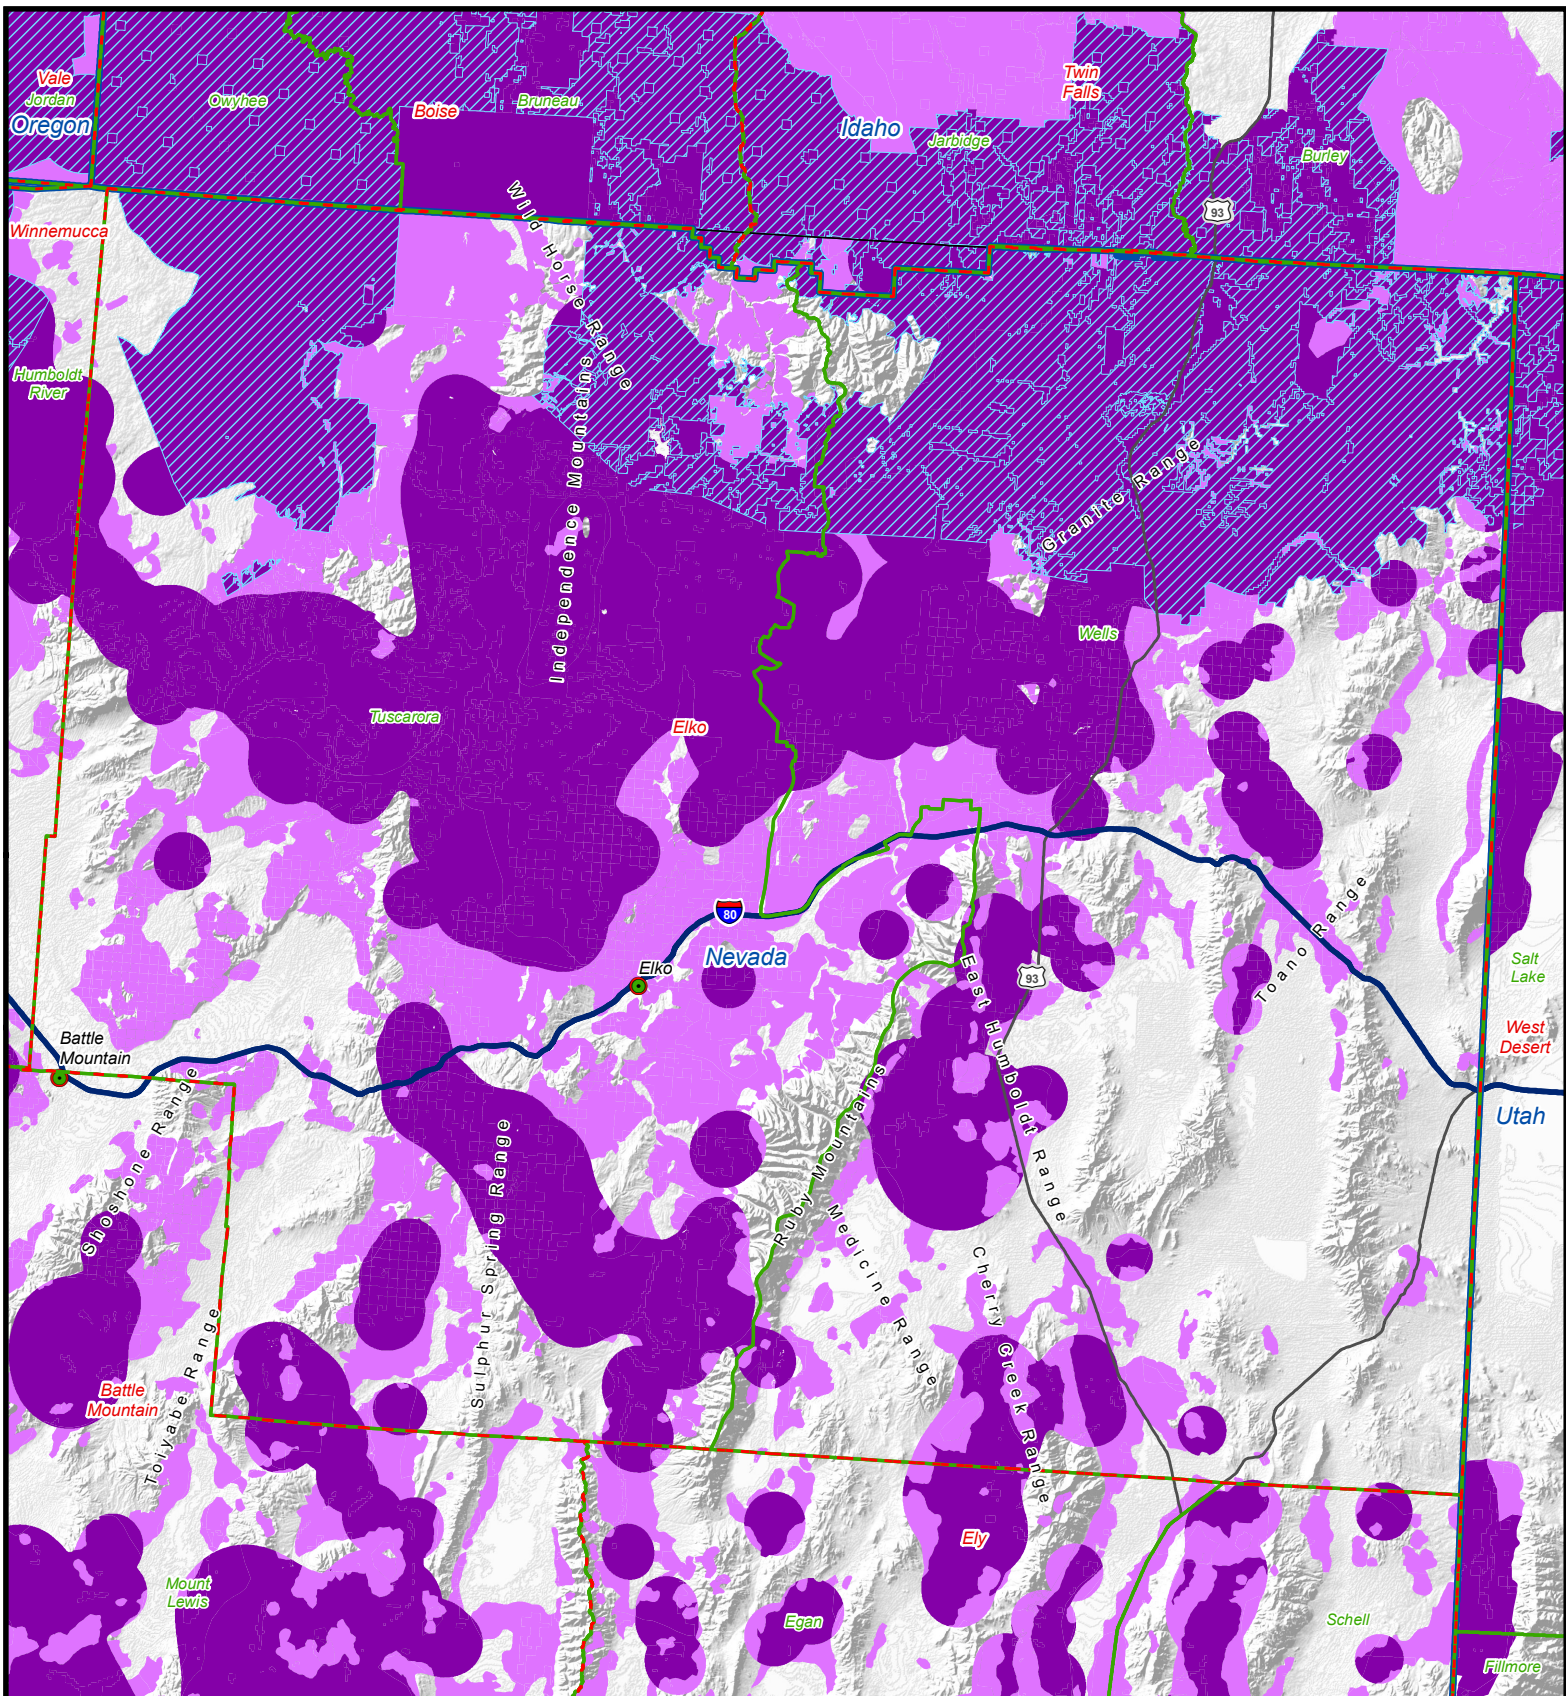 Vale
Jordan
Oregon
Owyhee
Boise
Bruneau
Idaho
Jarbidge
Twin
Falls
Burley
93
Winnemucca
Wild Horse Range
Humboldt
River
Independence Mountains
Granite Range
Wells
Tuscarora
Elko
80
Nevada
Elko
93
East Humboldt Range
Toano Range
Salt
Lake
West
Desert
Utah
Battle
Mountain
Shoshone Range
Sulphur Spring Range
Ruby Mountains
Medicine Range
Cherry Creek Range
Toiyabe Range
Battle
Mountain
Ely
Mount
Lewis
Egan
Schell
Fillmore